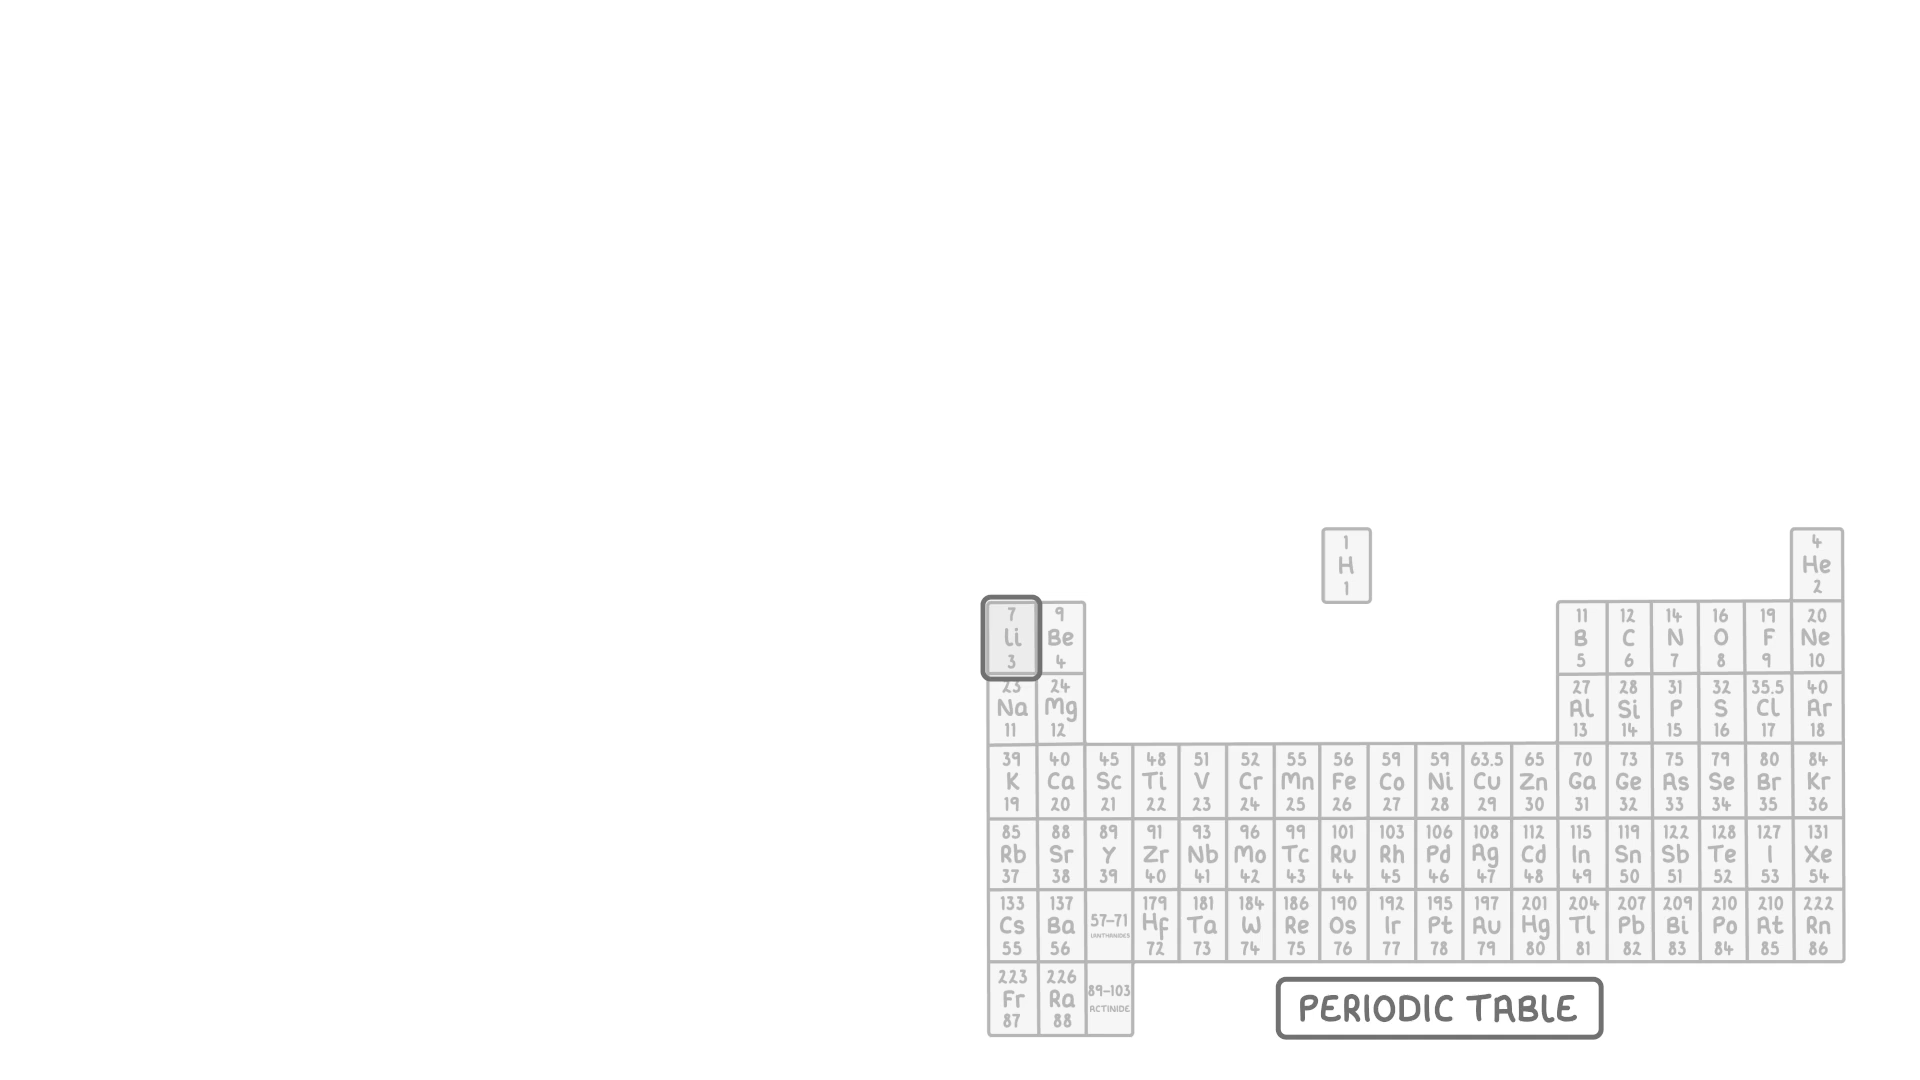 1 4
H He
1 2
7 9 11 12 14 16 19 20
Li Be B C N O F Ne
3 4 5 6 7 8 9 10
23 24 27 28 31 32 35.5 40
Na Mg Al Si P S Cl Ar
11 12 13 14 15 16 17 18
39 40 45 48 51 52 55 56 59 59 63.5 65 70 73 75 79 80 84
K Ca Sc Ti V Cr Mn Fe Co Ni Cu Zn Ga Ge As Se Br Kr
19 20 21 22 23 24 25 26 27 28 29 30 31 32 33 34 35 36
85 88 89 91 93 96 99 101 103 106 108 112 115 119 122 128 127 131
Rb Sr Y Zr Nb Mo Tc Ru Rh Pd Ag Cd In Sn Sb Te I Xe
37 38 39 40 41 42 43 44 45 46 47 48 49 50 51 52 53 54
133 137 57-71 179 181 184 186 190 192 195 197 201 204 207 209 210 210 222
Cs Ba LANTHANIDES Hf Ta W Re Os Ir Pt Au Hg Tl Pb Bi Po At Rn
55 56 72 73 74 75 76 77 78 79 80 81 82 83 84 85 86
223 226 89-103
Fr Ra ACTINIDE
87 88
PERIODIC TABLE